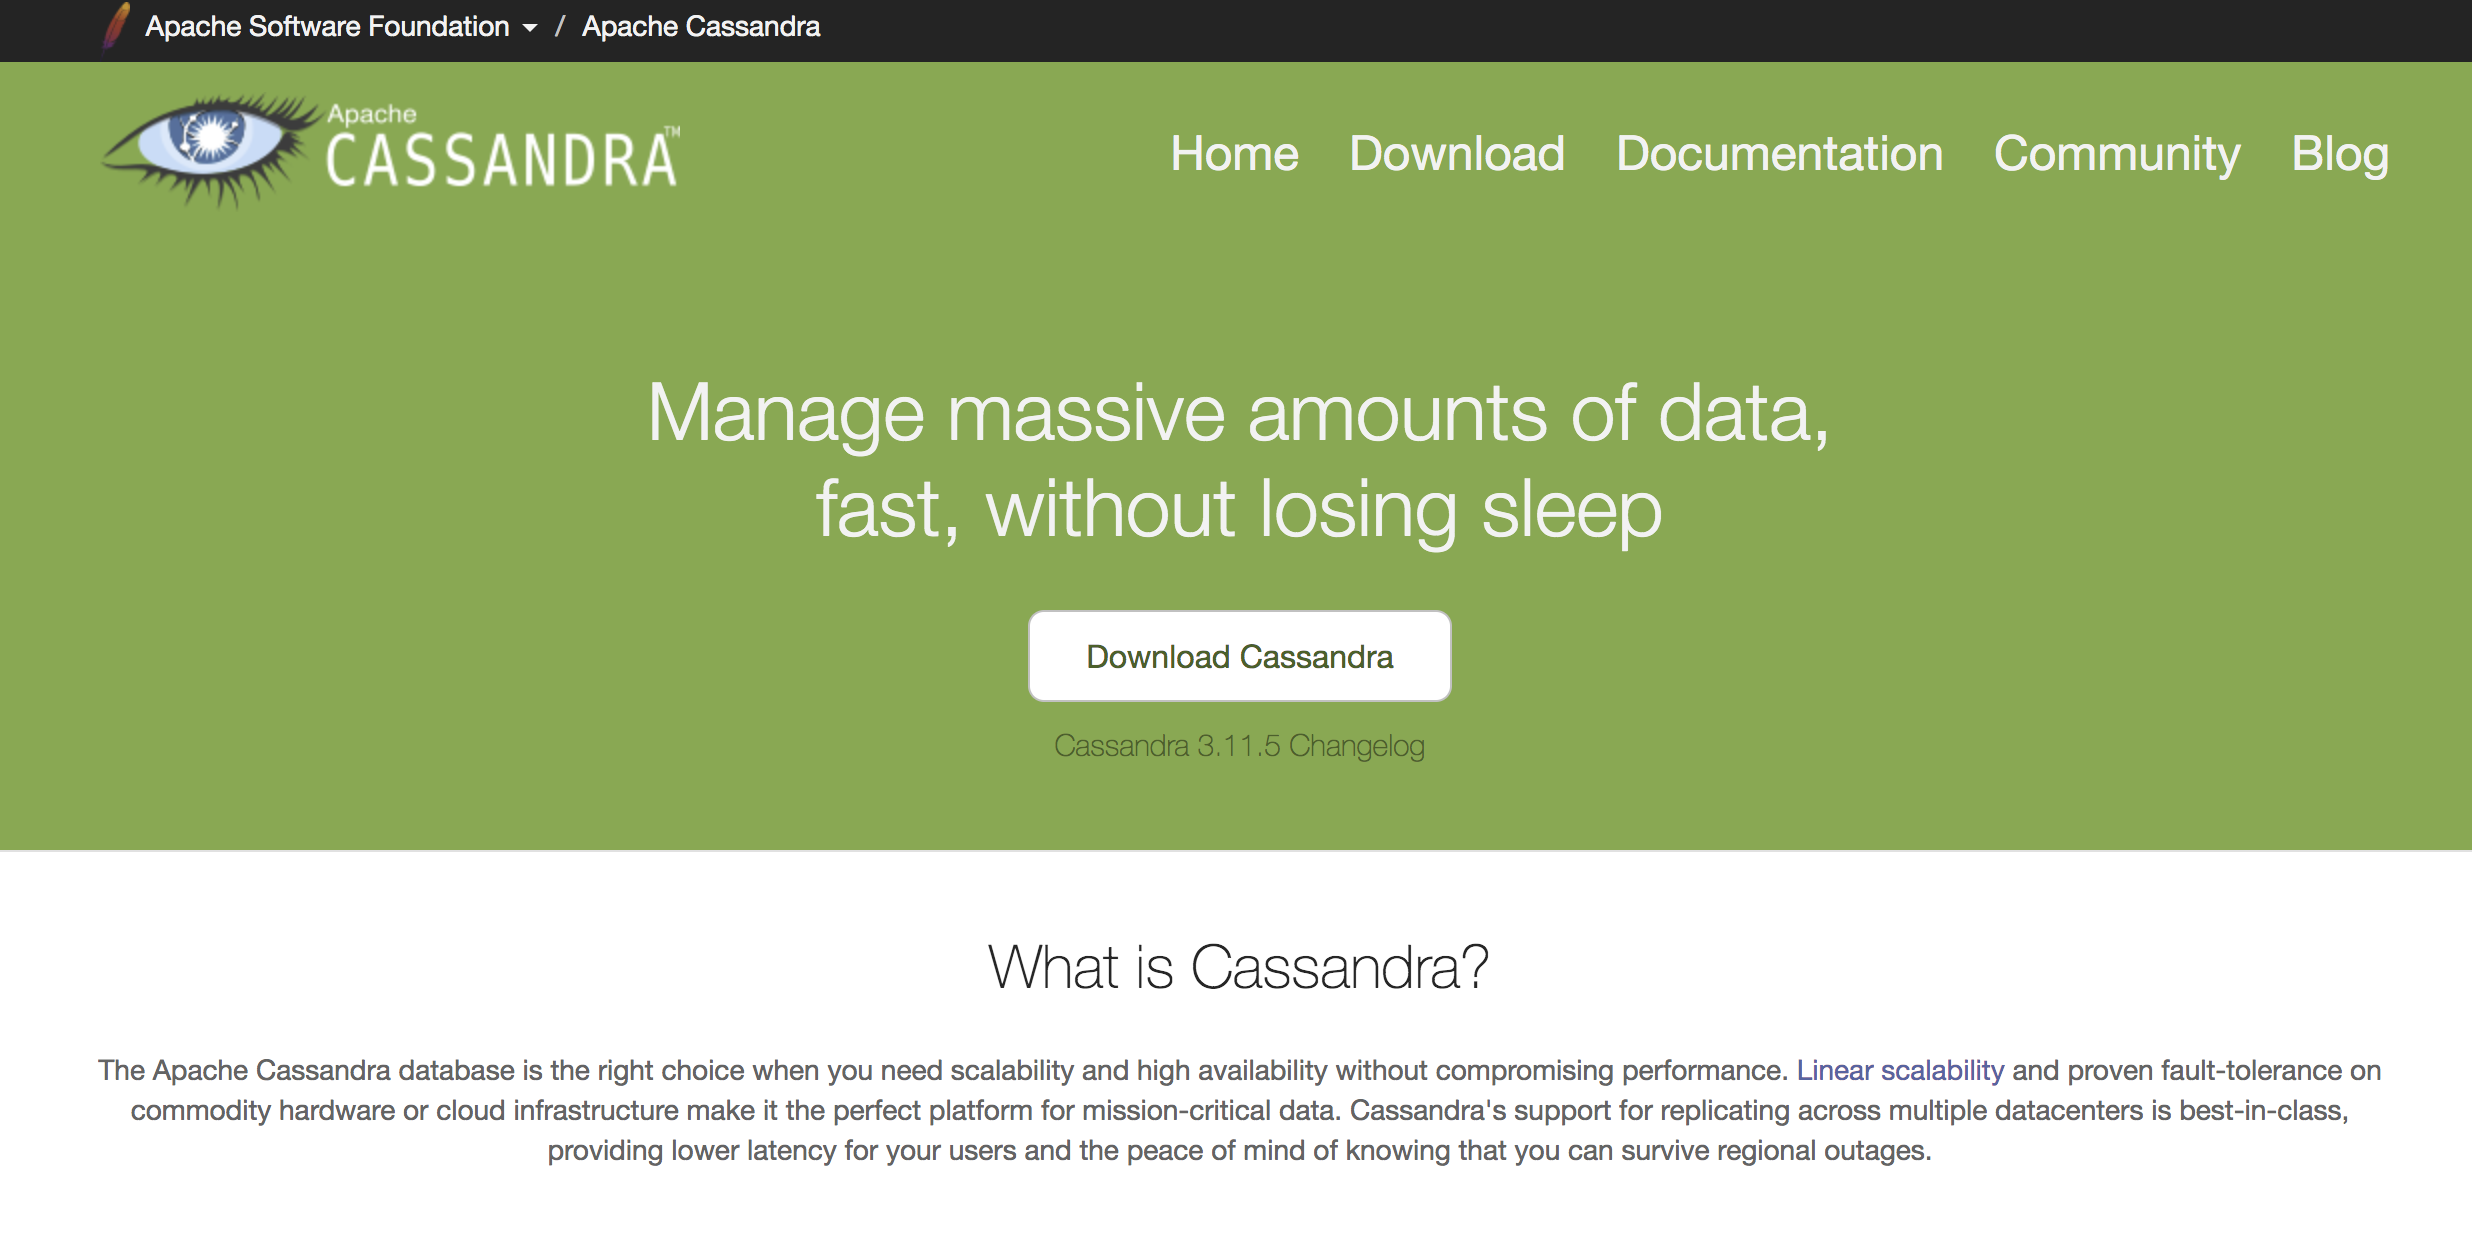 Apache Software Foundation / Apache Cassandra
Apache
CASSANDRA™
Home Download Documentation Community Blog
Manage massive amounts of data,
fast, without losing sleep
Download Cassandra
Cassandra 3.11.5 Changelog
What is Cassandra?
The Apache Cassandra database is the right choice when you need scalability and high availability without compromising performance. Linear scalability and proven fault-tolerance on
commodity hardware or cloud infrastructure make it the perfect platform for mission-critical data. Cassandra's support for replicating across multiple datacenters is best-in-class,
providing lower latency for your users and the peace of mind of knowing that you can survive regional outages.